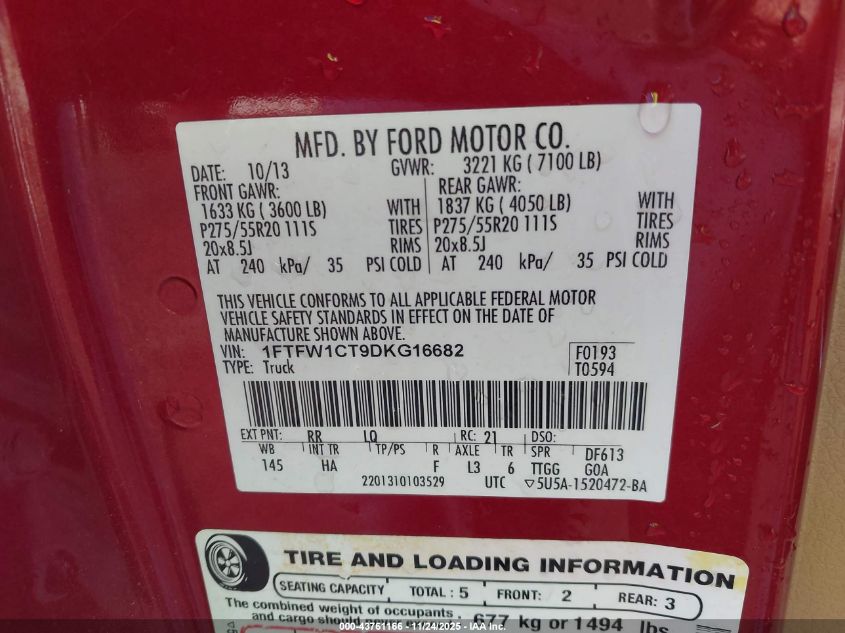 MFD. BY FORD MOTOR CO.
DATE: 10/13 GVWR: 3221 KG ( 7100 LB)
FRONT GAWR: REAR GAWR:
1633 KG ( 3600 LB) WITH 1837 KG ( 4050 LB) WITH
P275/55R20 111S TIRES P275/55R20 111S TIRES
20x8.5J RIMS 20x8.5J RIMS
AT 240 kPa/ 35 PSI COLD AT 240 kPa/ 35 PSI COLD
THIS VEHICLE CONFORMS TO ALL APPLICABLE FEDERAL MOTOR
VEHICLE SAFETY STANDARDS IN EFFECT ON THE DATE OF
MANUFACTURE SHOWN ABOVE.
VIN: 1FTFW1CT9DKG16682 F0193
TYPE: Truck T0594
EXT PNT: RR LQ RC: 21 DSO:
WB INT TR TP/PS R AXLE TR SPR DF613
145 HA F L3 6 TTGG G0A
2201310103529 UTC ▽5U5A-1520472-BA
TIRE AND LOADING INFORMATION
SEATING CAPACITY TOTAL : 5 FRONT: 2 REAR: 3
The combined weight of occupants
and cargo 677 kg or 1494 lbs
000-43761166 - 11/24/2025 - IAA Inc.